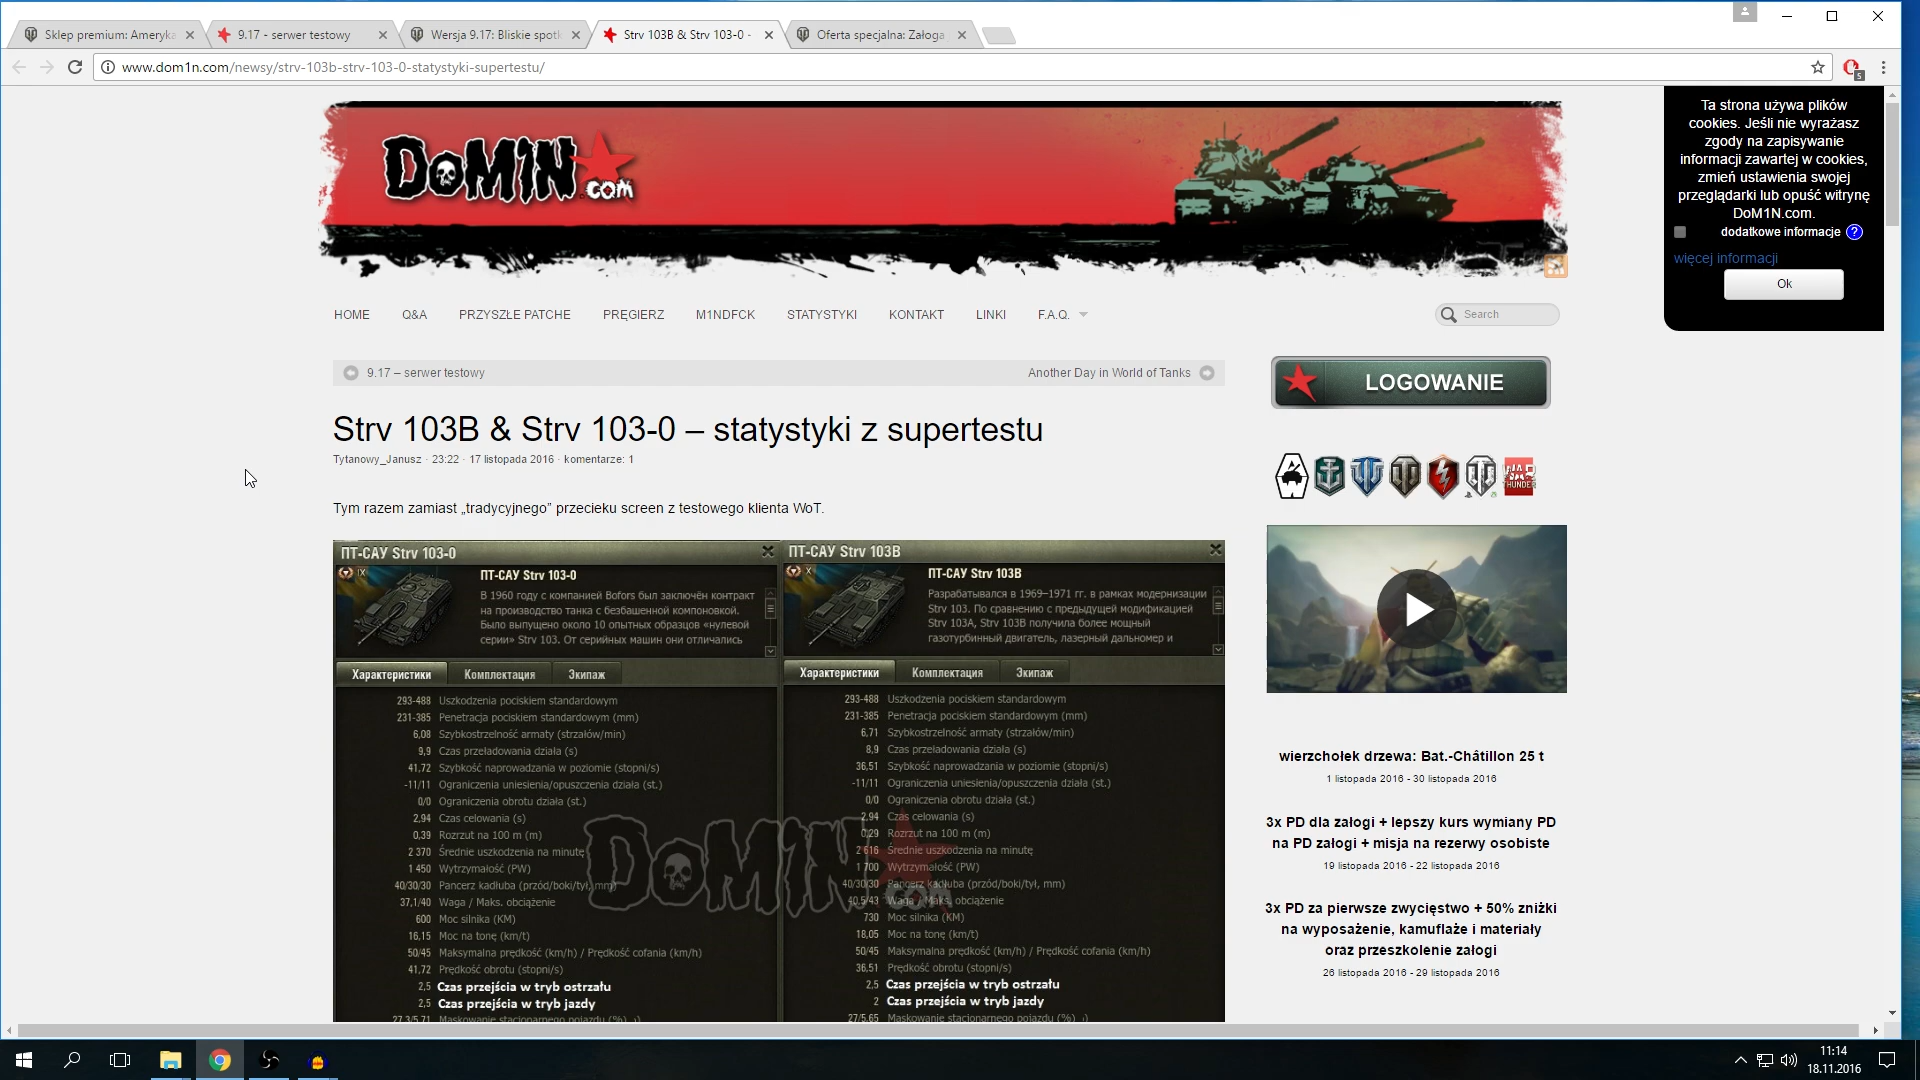 Sklep premium: Ameryka
9.17 - serwer testowy
Wersja 9.17: Bliskie spotk
Strv 103B & Strv 103-0 -
Oferta specjalna: Załoga
www.dom1n.com/newsy/strv-103b-strv-103-0-statystyki-supertestu/
5
DoM1N
.com
Ta strona używa plików
cookies. Jeśli nie wyrażasz
zgody na zapisywanie
informacji zawartej w cookies,
zmień ustawienia swojej
przeglądarki lub opuść witrynę
DoM1N.com.
dodatkowe informacje ?
więcej informacji
Ok
HOME Q&A PRZYSZŁE PATCHE PRĘGIERZ M1NDFCK STATYSTYKI KONTAKT LINKI F.A.Q. Search
9.17 – serwer testowy Another Day in World of Tanks
LOGOWANIE
Strv 103B & Strv 103-0 – statystyki z supertestu
Tytanowy_Janusz · 23:22 · 17 listopada 2016 · komentarze: 1
WAR
THUNDER
Tym razem zamiast „tradycyjnego” przecieku screen z testowego klienta WoT.
ПТ-САУ Strv 103-0
IX
ПТ-САУ Strv 103-0
В 1960 году с компанией Bofors был заключён контракт
на производство танка с безбашенной компоновкой.
Было выпущено около 10 опытных образцов «нулевой
серии» Strv 103. От серийных машин они отличались
Характеристики Комплектация Экипаж
293-488 Uszkodzenia pociskiem standardowym
231-385 Penetracja pociskiem standardowym (mm)
6,08 Szybkostrzelność armaty (strzałów/min)
9,9 Czas przeładowania działa (s)
41,72 Szybkość naprowadzania w poziomie (stopni/s)
-11/11 Ograniczenia uniesienia/opuszczenia działa (st.)
0/0 Ograniczenia obrotu działa (st.)
2,94 Czas celowania (s)
0,39 Rozrzut na 100 m (m)
2 370 Średnie uszkodzenia na minutę
1 450 Wytrzymałość (PW)
40/30/30 Pancerz kadłuba (przód/boki/tył, mm)
37,1/40 Waga / Maks. obciążenie
600 Moc silnika (KM)
16,15 Moc na tonę (km/t)
50/45 Maksymalna prędkość (km/h) / Prędkość cofania (km/h)
41,72 Prędkość obrotu (stopni/s)
2,5 Czas przejścia w tryb ostrzału
2,5 Czas przejścia w tryb jazdy
27,3/5,71 Maskowanie stacjonarnego pojazdu (%)
ПТ-САУ Strv 103B
X
ПТ-САУ Strv 103B
Разрабатывался в 1969–1971 гг. в рамках модернизации
Strv 103. По сравнению с предыдущей модификацией
Strv 103A, Strv 103B получила более мощный
газотурбинный двигатель, лазерный дальномер и
Характеристики Комплектация Экипаж
293-488 Uszkodzenia pociskiem standardowym
231-385 Penetracja pociskiem standardowym (mm)
6,71 Szybkostrzelność armaty (strzałów/min)
8,9 Czas przeładowania działa (s)
36,51 Szybkość naprowadzania w poziomie (stopni/s)
-11/11 Ograniczenia uniesienia/opuszczenia działa (st.)
0/0 Ograniczenia obrotu działa (st.)
2,94 Czas celowania (s)
0,29 Rozrzut na 100 m (m)
2 616 Średnie uszkodzenia na minutę
1 700 Wytrzymałość (PW)
40/30/30 Pancerz kadłuba (przód/boki/tył, mm)
40,5/43 Waga / Maks. obciążenie
730 Moc silnika (KM)
18,05 Moc na tonę (km/t)
50/45 Maksymalna prędkość (km/h) / Prędkość cofania (km/h)
36,51 Prędkość obrotu (stopni/s)
2,5 Czas przejścia w tryb ostrzału
2 Czas przejścia w tryb jazdy
27/5,65 Maskowanie stacjonarnego pojazdu (%)
DoM1N
.com
wierzchołek drzewa: Bat.-Châtillon 25 t
1 listopada 2016 - 30 listopada 2016
3x PD dla załogi + lepszy kurs wymiany PD
na PD załogi + misja na rezerwy osobiste
19 listopada 2016 - 22 listopada 2016
3x PD za pierwsze zwycięstwo + 50% zniżki
na wyposażenie, kamuflaże i materiały
oraz przeszkolenie załogi
26 listopada 2016 - 29 listopada 2016
11:14
18.11.2016